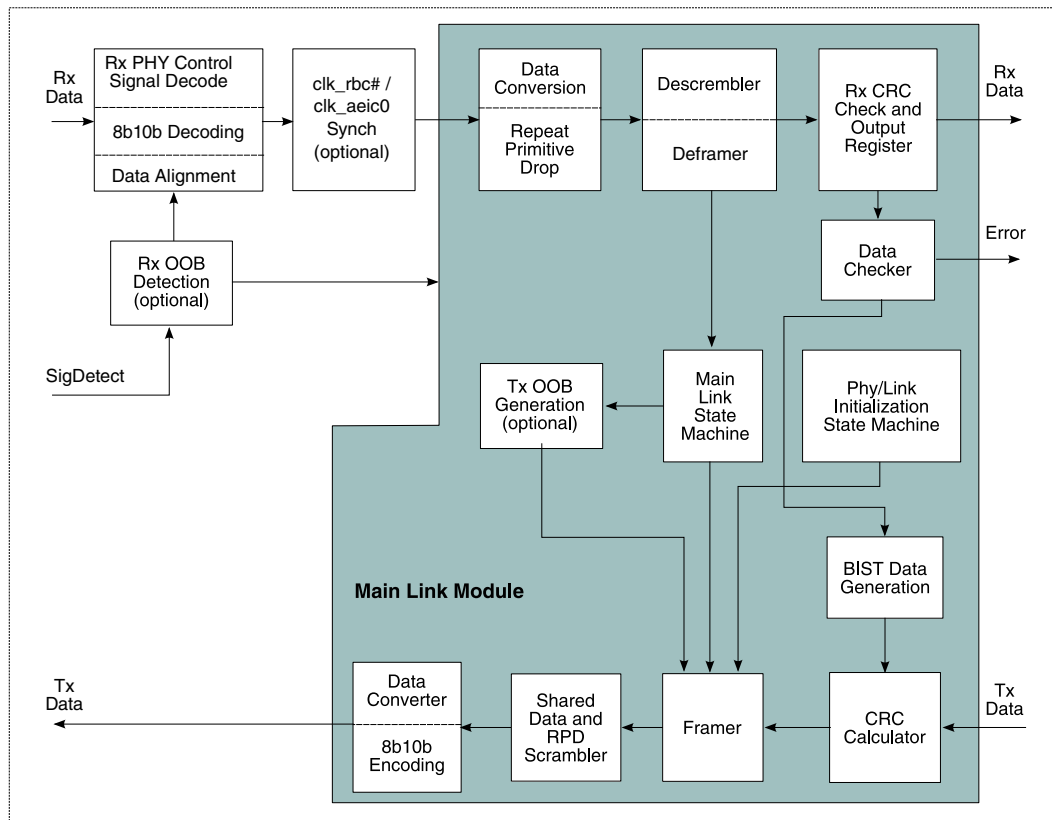 Rx
Data
Rx PHY Control
Signal Decode
8b10b Decoding
Data Alignment
clk_rbc# /
clk_aeic0
Synch
(optional)
Data
Conversion
Repeat
Primitive
Drop
Descrembler
Deframer
Rx CRC
Check and
Output
Register
Rx
Data
Rx OOB
Detection
(optional)
Data
Checker
Error
SigDetect
Tx OOB
Generation
(optional)
Main
Link
State
Machine
Phy/Link
Initialization
State Machine
BIST Data
Generation
Main Link Module
Tx
Data
Data
Converter
8b10b
Encoding
Shared
Data and
RPD
Scrambler
Framer
CRC
Calculator
Tx
Data